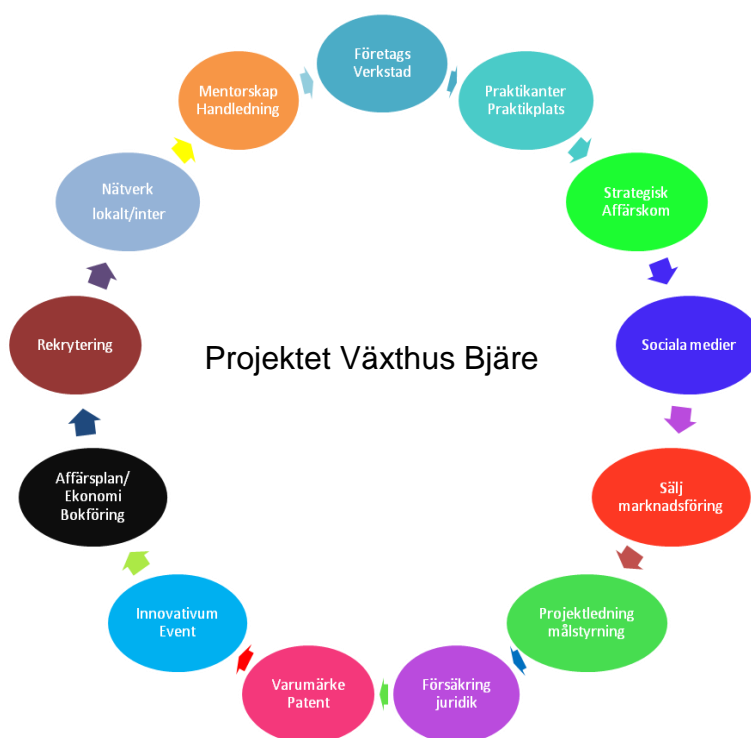 Företags
Verkstad
Praktikanter
Praktikplats
Strategisk
Affärskom
Sociala medier
Sälj
marknadsföring
Projektledning
målstyrning
Försäkring
juridik
Varumärke
Patent
Innovativum
Event
Affärsplan/
Ekonomi
Bokföring
Rekrytering
Nätverk
lokalt/inter
Mentorskap
Handledning
Projektet Växthus Bjäre